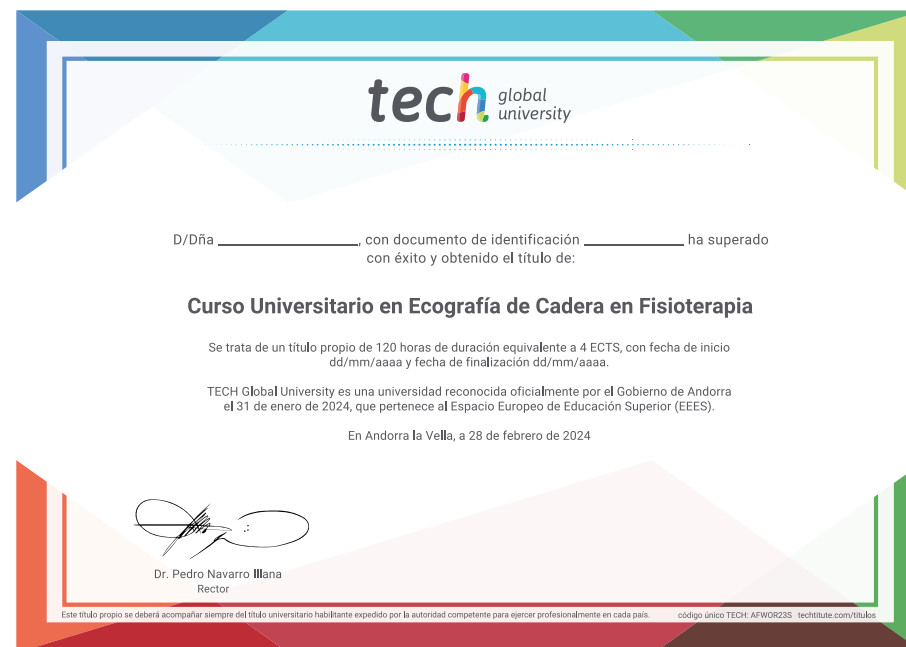 tech global university
D/Dña ____________________, con documento de identificación ______________ ha superado
con éxito y obtenido el título de:
Curso Universitario en Ecografía de Cadera en Fisioterapia
Se trata de un título propio de 120 horas de duración equivalente a 4 ECTS, con fecha de inicio
dd/mm/aaaa y fecha de finalización dd/mm/aaaa.
TECH Global University es una universidad reconocida oficialmente por el Gobierno de Andorra
el 31 de enero de 2024, que pertenece al Espacio Europeo de Educación Superior (EEES).
En Andorra la Vella, a 28 de febrero de 2024
Dr. Pedro Navarro Illana
Rector
Este título propio se deberá acompañar siempre del título universitario habilitante expedido por la autoridad competente para ejercer profesionalmente en cada país.
código único TECH: AFWOR23S techtitute.com/titulos